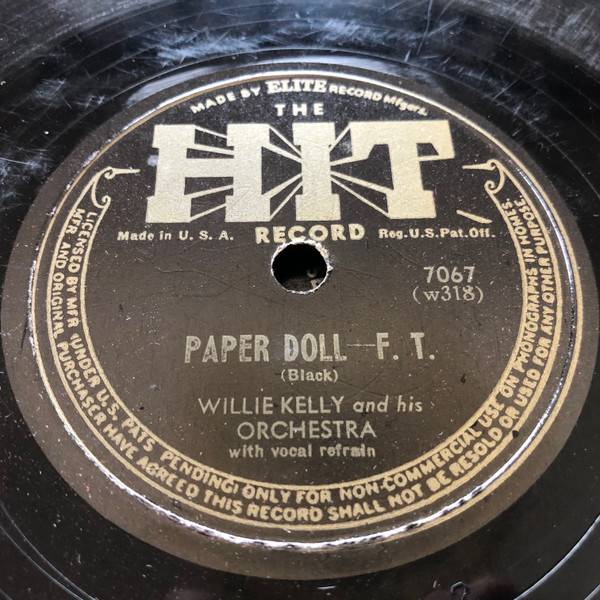 MADE BY ELITE RECORD Mfgers.
THE
HIT
Made in U. S. A. RECORD Reg. U.S. Pat. Off.
7067
(W318)
PAPER DOLL—F. T.
(Black)
WILLIE KELLY and his
ORCHESTRA
with vocal refrain
LICENSED BY MFR (UNDER U.S. PATS. PENDING) ONLY FOR NON-COMMERCIAL USE ON PHONOGRAPHS IN HOMES.
MFR. AND ORIGINAL PURCHASER HAVE AGREED THIS RECORD SHALL NOT BE RESOLD OR USED FOR ANY OTHER PURPOSE.